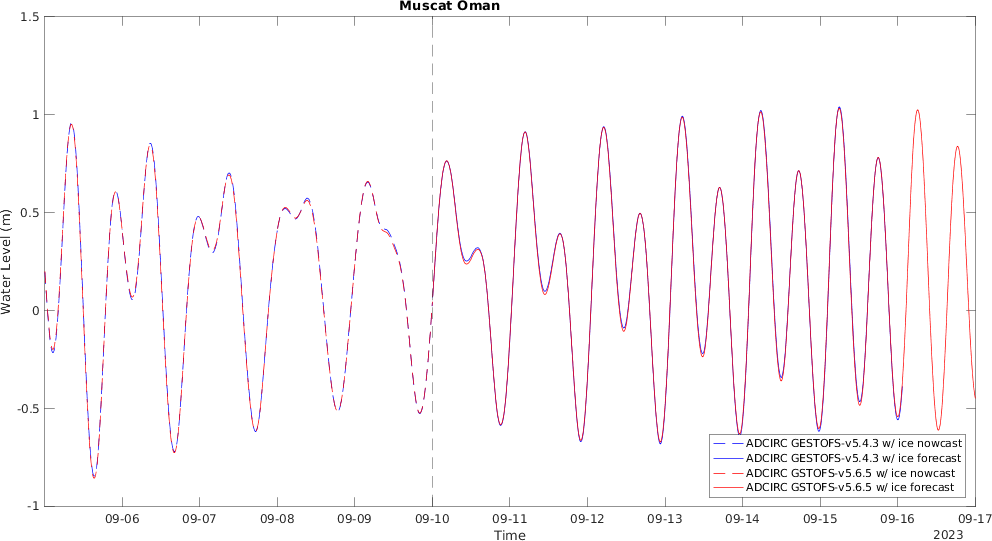 Muscat Oman
1.5
1
0.5
0
-0.5
-1
Water Level (m)
09-06 09-07 09-08 09-09 09-10 09-11 09-12 09-13 09-14 09-15 09-16 09-17
Time
2023
ADCIRC GESTOFS-v5.4.3 w/ ice nowcast
ADCIRC GESTOFS-v5.4.3 w/ ice forecast
ADCIRC GSTOFS-v5.6.5 w/ ice nowcast
ADCIRC GSTOFS-v5.6.5 w/ ice forecast